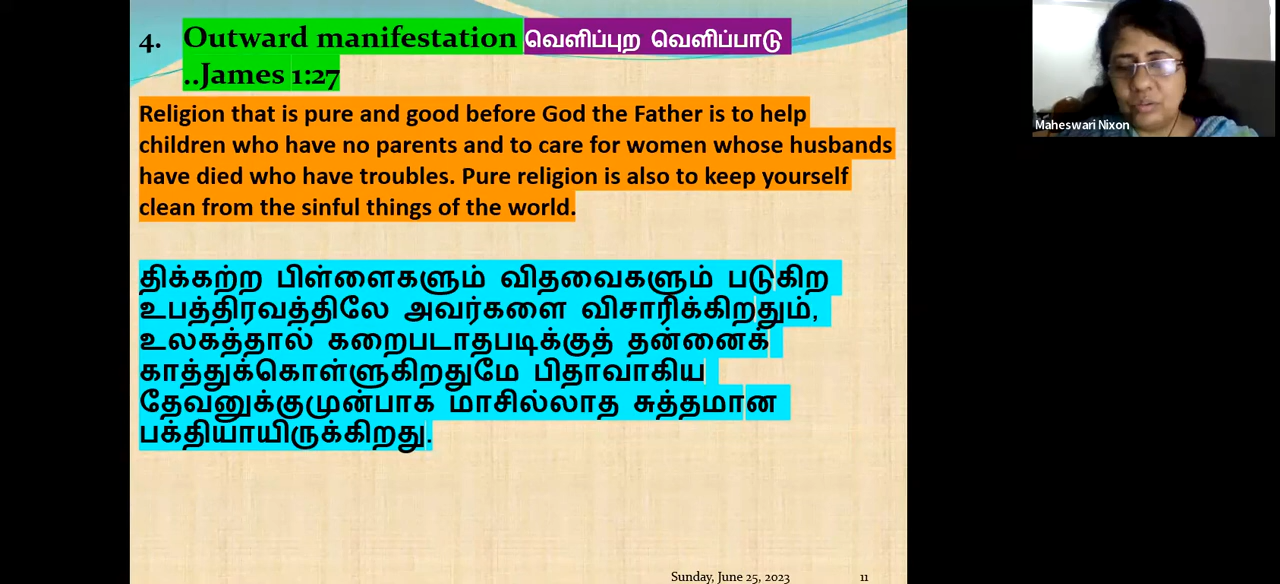 4. Outward manifestation வெளிப்புற வெளிப்பாடு
..James 1:27
Religion that is pure and good before God the Father is to help
children who have no parents and to care for women whose husbands
have died who have troubles. Pure religion is also to keep yourself
clean from the sinful things of the world.
திக்கற்ற பிள்ளைகளும் விதவைகளும் படுகிற
உபத்திரவத்திலே அவர்களை விசாரிக்கிறதும்,
உலகத்தால் கறைபடாதபடிக்குத் தன்னைக்
காத்துக்கொள்ளுகிறதுமே பிதாவாகிய
தேவனுக்குமுன்பாக மாசில்லாத சுத்தமான
பக்தியாயிருக்கிறது.
Sunday, June 25, 2023 11
Maheswari Nixon